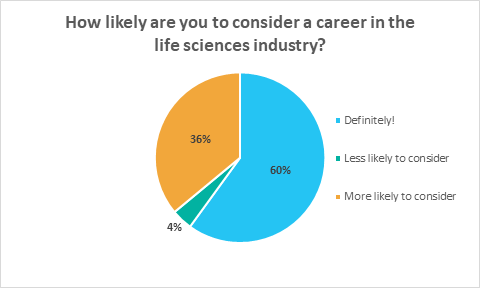 How likely are you to consider a career in the
life sciences industry?
36%
60%
4%
Definitely!
Less likely to consider
More likely to consider